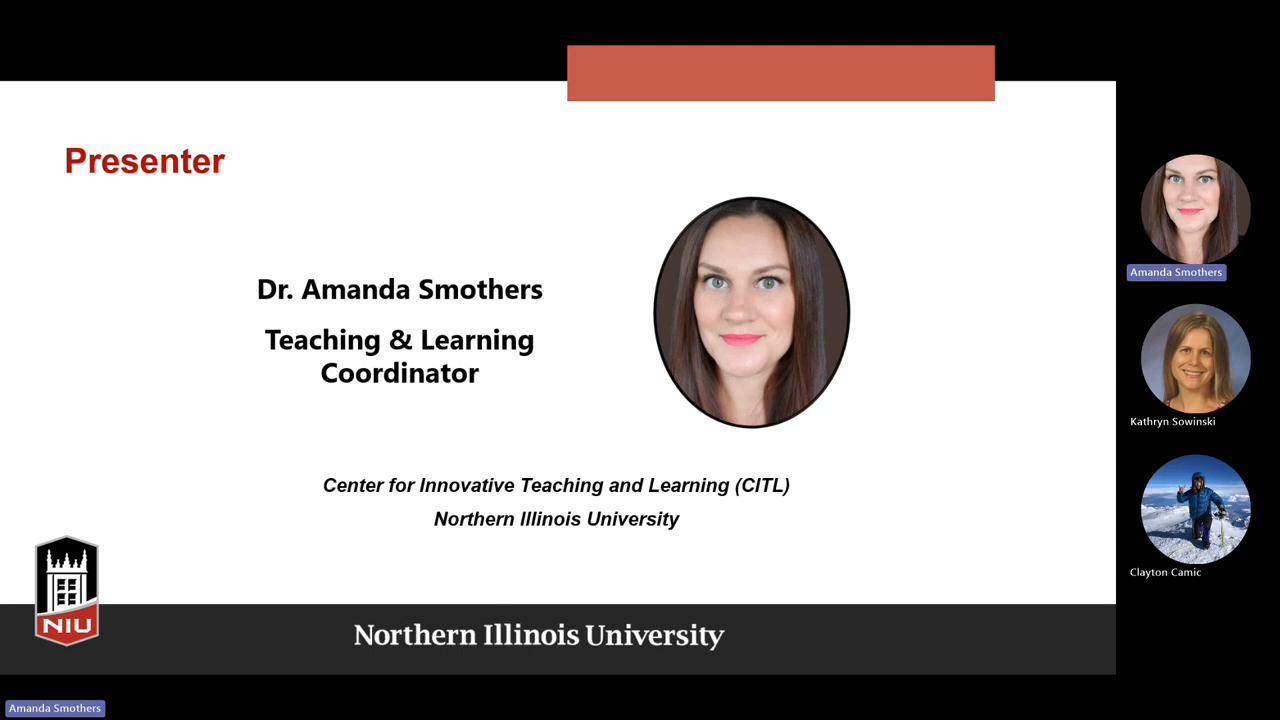 Presenter
Dr. Amanda Smothers
Teaching & Learning
Coordinator
Center for Innovative Teaching and Learning (CITL)
Northern Illinois University
NIU
Northern Illinois University
Amanda Smothers
Kathryn Sowinski
Clayton Camic
Amanda Smothers